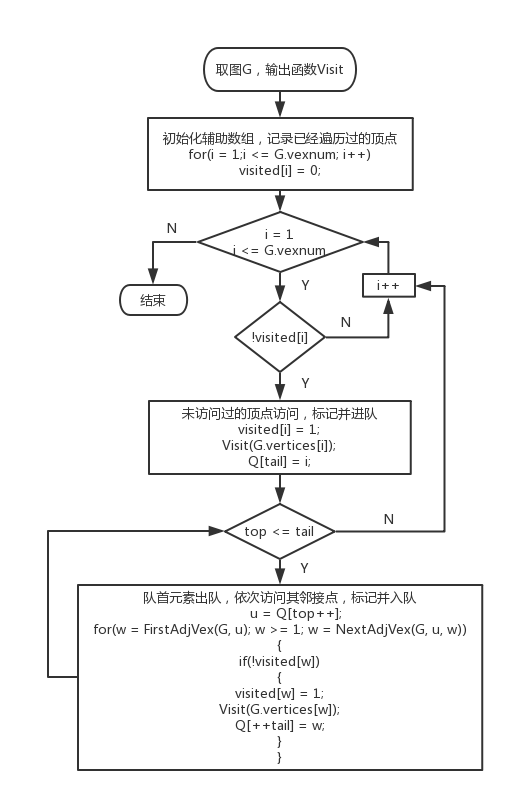 取图G，输出函数Visit
初始化辅助数组，记录已经遍历过的顶点
for(i = 1;i <= G.vexnum; i++)
visited[i] = 0;
N
i = 1
i <= G.vexnum
结束
Y
i++
!visited[i]
N
Y
未访问过的顶点访问，标记并进队
visited[i] = 1;
Visit(G.vertices[i]);
Q[tail] = i;
top <= tail
N
Y
队首元素出队，依次访问其邻接点，标记并入队
u = Q[top++];
for(w = FirstAdjVex(G, u); w >= 1; w = NextAdjVex(G, u, w))
{
if(!visited[w])
{
visited[w] = 1;
Visit(G.vertices[w]);
Q[++tail] = w;
}
}